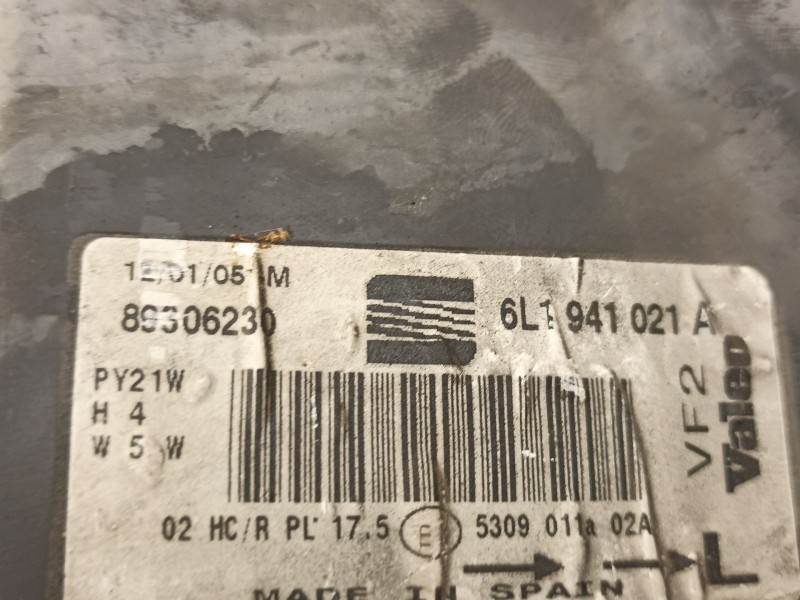 12/01/05 M
89306230
6L1 941 021 A
PY21W
H 4
W 5 W
VF2
Valeo
02 HC/R PL 17.5 E 5309 011a 02A
L
MADE IN SPAIN